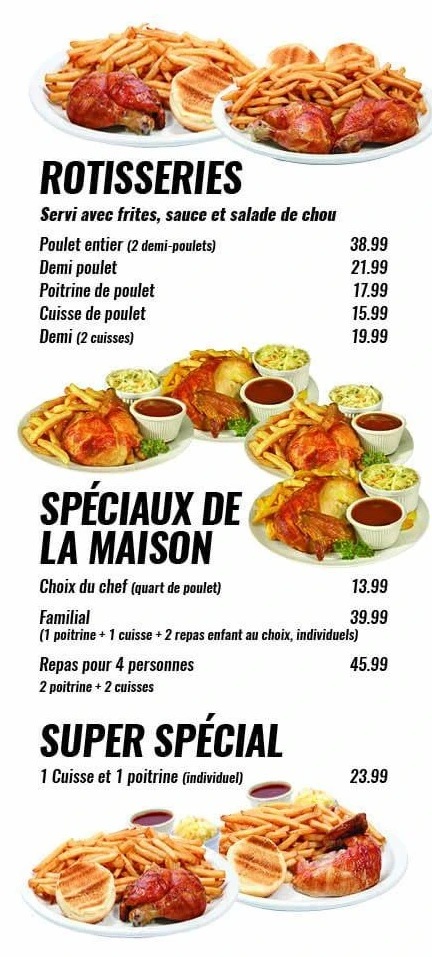 ROTISSERIES
Servi avec frites, sauce et salade de chou
Poulet entier (2 demi-poulets) 38.99
Demi poulet 21.99
Poitrine de poulet 17.99
Cuisse de poulet 15.99
Demi (2 cuisses) 19.99
SPÉCIAUX DE
LA MAISON
Choix du chef (quart de poulet) 13.99
Familial 39.99
(1 poitrine + 1 cuisse + 2 repas enfant au choix, individuels)
Repas pour 4 personnes 45.99
2 poitrine + 2 cuisses
SUPER SPÉCIAL
1 Cuisse et 1 poitrine (individuel) 23.99